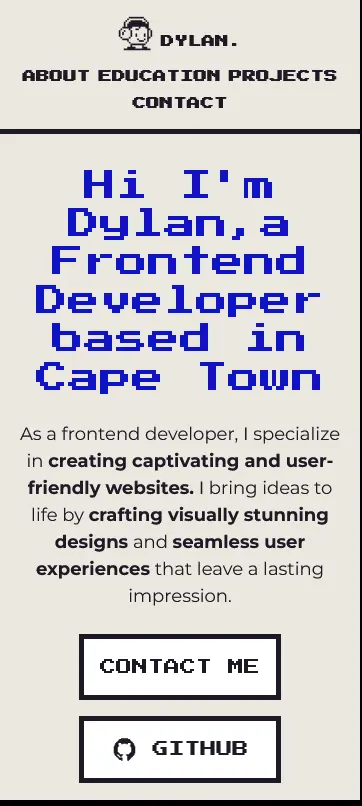 DYLAN.
ABOUT EDUCATION PROJECTS
CONTACT
Hi I'm
Dylan,a
Frontend
Developer
based in
Cape Town
As a frontend developer, I specialize
in creating captivating and user-
friendly websites. I bring ideas to
life by crafting visually stunning
designs and seamless user
experiences that leave a lasting
impression.
CONTACT ME
GITHUB